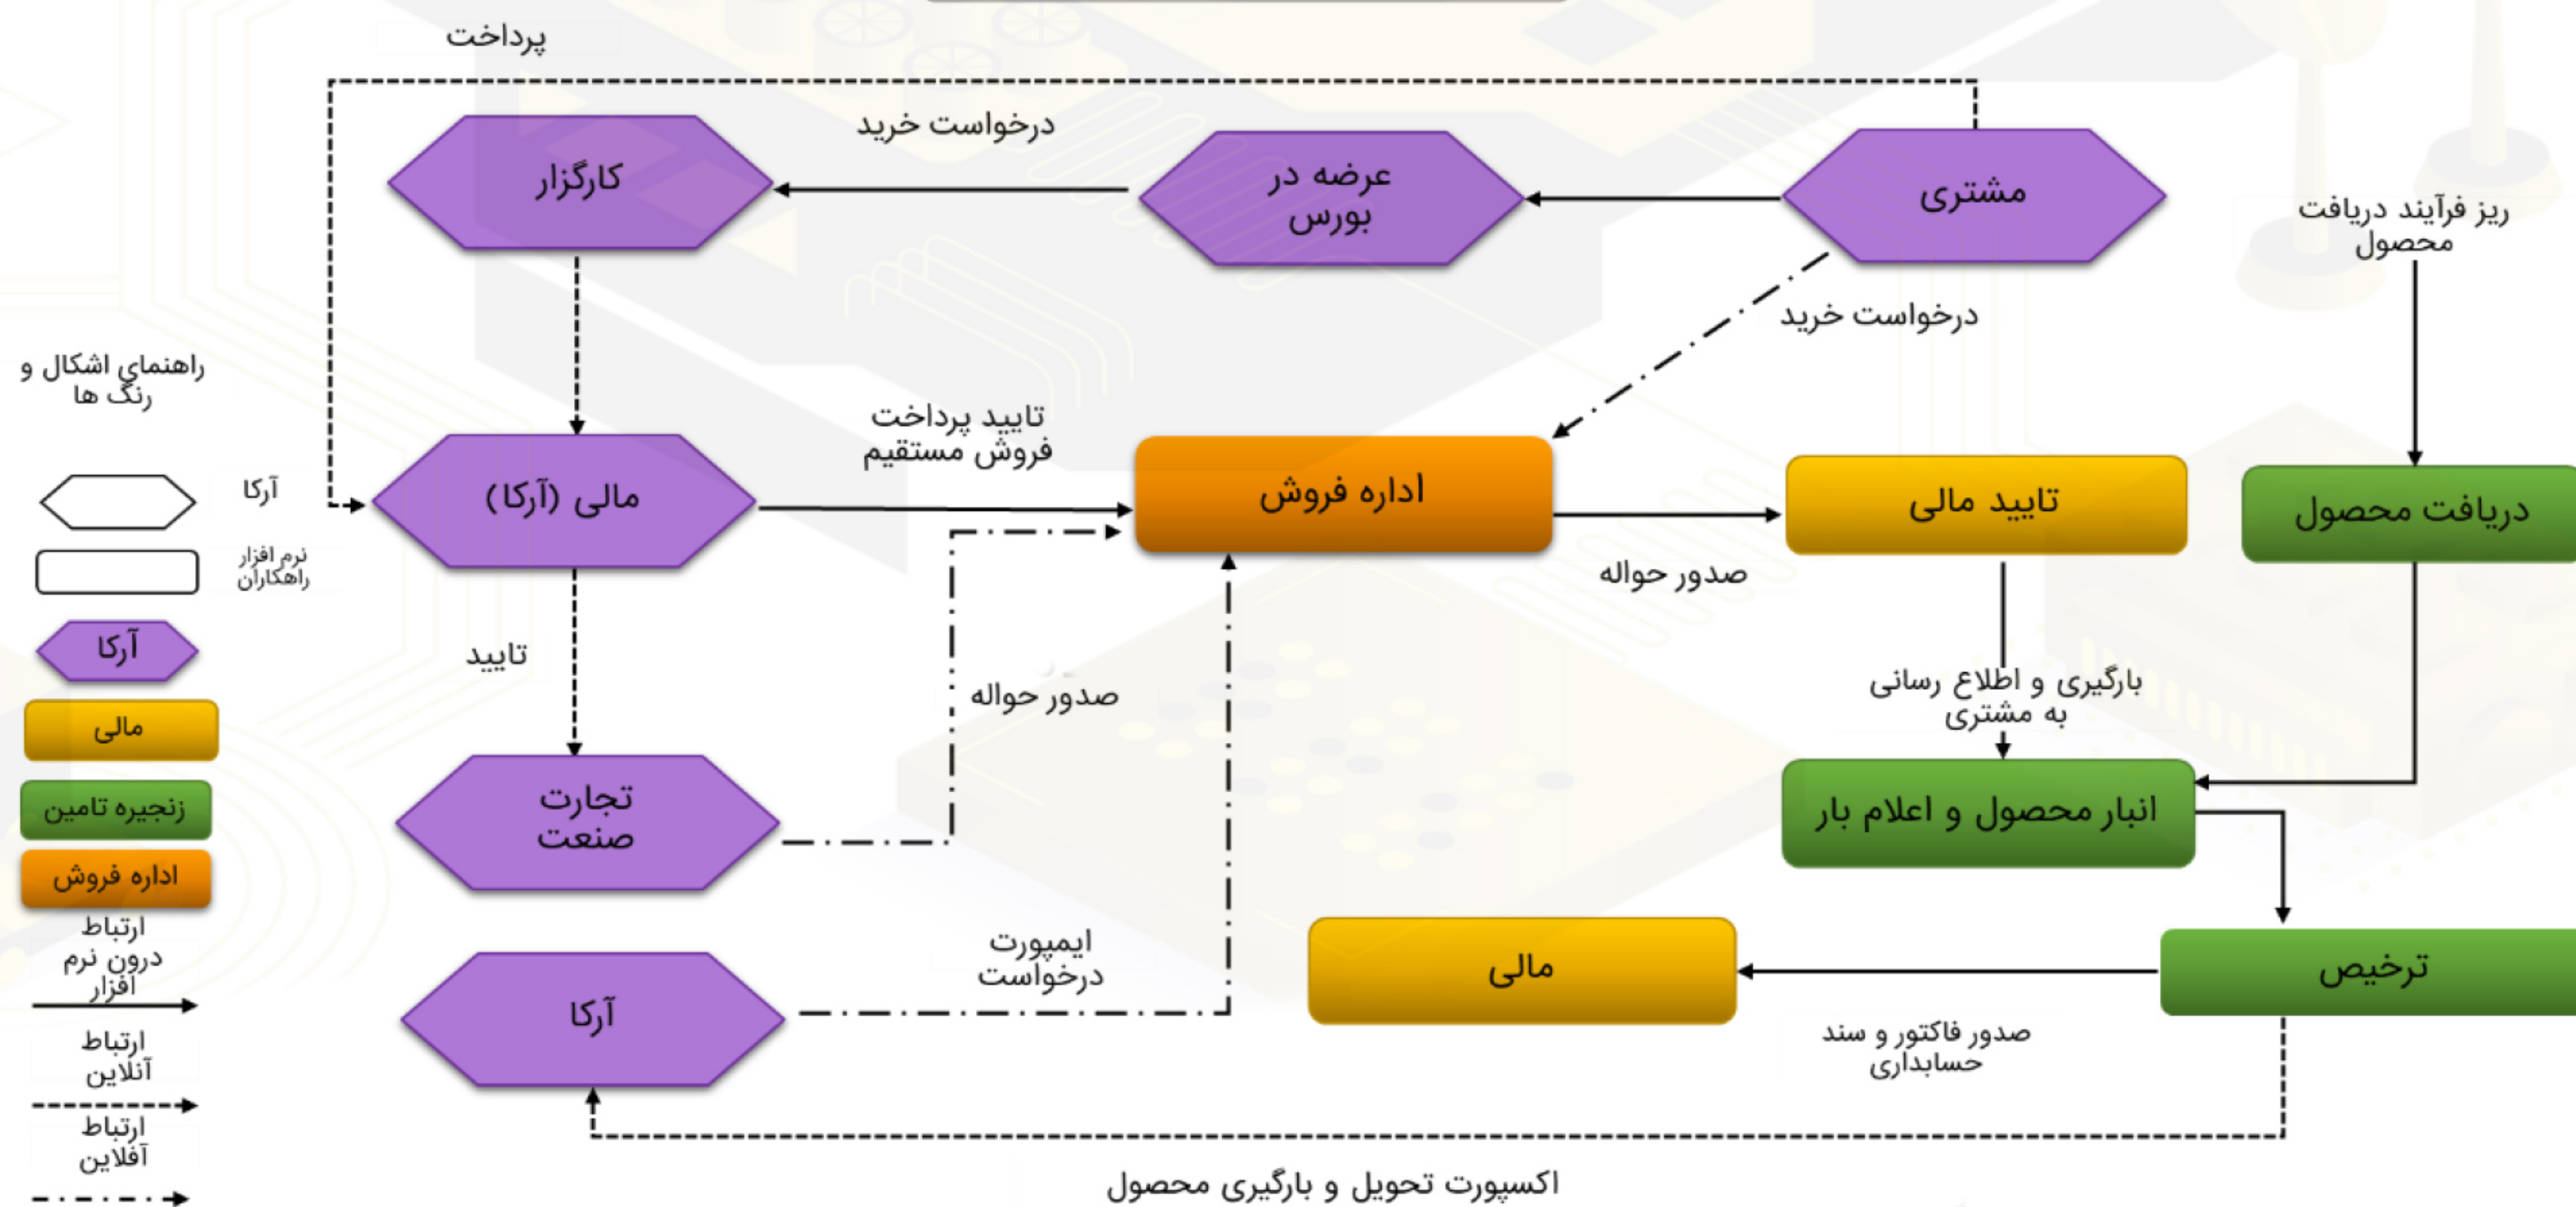 پرداخت
درخواست خرید
کارگزار
عرضه در
بورس
مشتری
ریز فرآیند دریافت
محصول
درخواست خرید
راهنمای اشکال و
رنگ ها
تایید پرداخت
فروش مستقیم
مالی (آرکا)
اداره فروش
تایید مالی
دریافت محصول
آرکا
نرم افزار
راهکاران
صدور حواله
تایید
آرکا
صدور حواله
بارگیری و اطلاع رسانی
به مشتری
مالی
تجارت
صنعت
انبار محصول و اعلام بار
زنجیره تامین
اداره فروش
ارتباط
درون نرم
افزار
ایمپورت
درخواست
مالی
ترخیص
آرکا
صدور فاکتور و سند
حسابداری
ارتباط
آنلاین
ارتباط
آفلاین
اکسپورت تحویل و بارگیری محصول